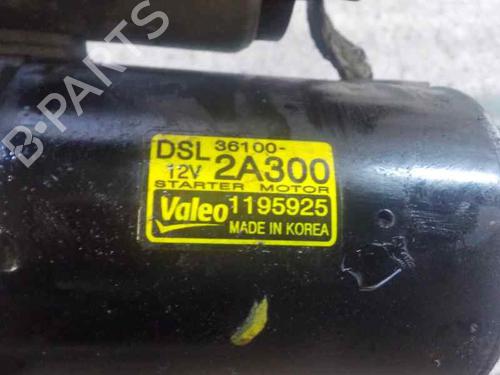 B-PARTS
DSL 36100-
12V 2A300
STARTER MOTOR
Valeo 1195925
MADE IN KOREA